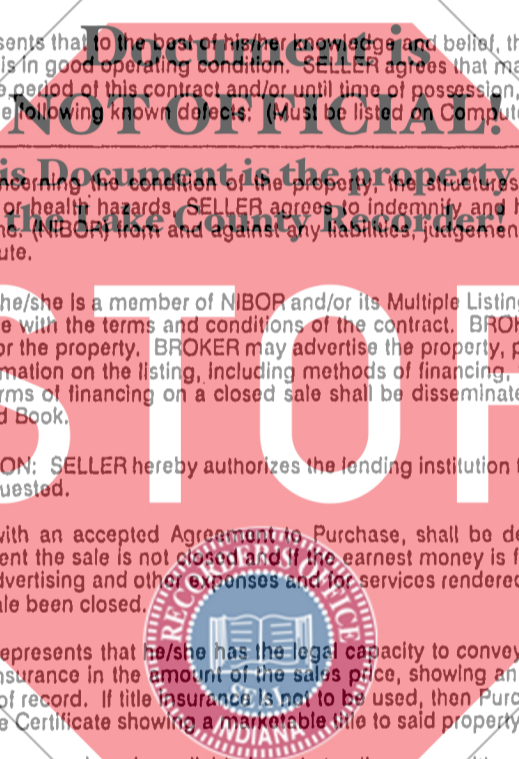 Document is
NOT OFFICIAL!
is Document is the property
the Lake County Recorder!
STOP
sents that to the best of his/her knowledge and belief, th
is in good operating condition. SELLER agrees that ma
e period of this contract and/or until time of possession,
e following known defects: (Must be listed on Comput
ncerning the condition of the property, the structures
or health hazards. SELLER agrees to indemnify and h
nc. (NIBOR) from and against any liabilities, judgemen
ute.
he/she is a member of NIBOR and/or its Multiple Listin
e with the terms and conditions of the contract. BROK
or the property. BROKER may advertise the property, p
mation on the listing, including methods of financing,
rms of financing on a closed sale shall be disseminate
d Book.
ON: SELLER hereby authorizes the lending institution t
uested.
with an accepted Agreement to Purchase, shall be de
ent the sale is not closed and if the earnest money is f
dvertising and other expenses and for services rendered
ale been closed.
epresents that he/she has the legal capacity to convey
nsurance in the amount of the sales price, showing an
of record. If title insurance is not to be used, then Purc
e Certificate showing a marketable title to said property
RECORDER'S OFFICE
SEAL
INDIANA